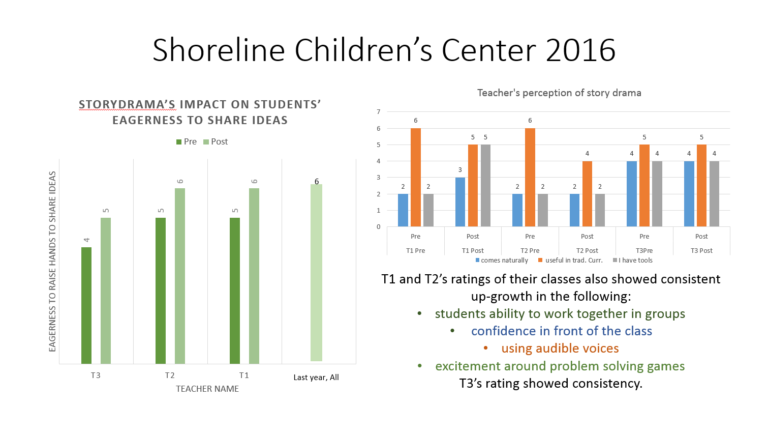 Shoreline Children's Center 2016
STORYDRAMA'S IMPACT ON STUDENTS'
EAGERNESS TO SHARE IDEAS
Pre Post
EAGERNESS TO RAISE HANDS TO SHARE IDEAS
4 5 5 6 5 6 6
T3 T2 T1 Last year, All
TEACHER NAME
Teacher's perception of story drama
7
6
5
4
3
2
1
0
2 6 2 3 5 5 2 6 2 2 4 2 4 5 4 4 5 4
Pre Post Pre Post Pre Post
T1 Pre T1 Post T2 Pre T2 Post T3Pre T3 Post
comes naturally useful in trad. Curr. I have tools
T1 and T2's ratings of their classes also showed consistent
up-growth in the following:
• students ability to work together in groups
• confidence in front of the class
• using audible voices
• excitement around problem solving games
T3's rating showed consistency.